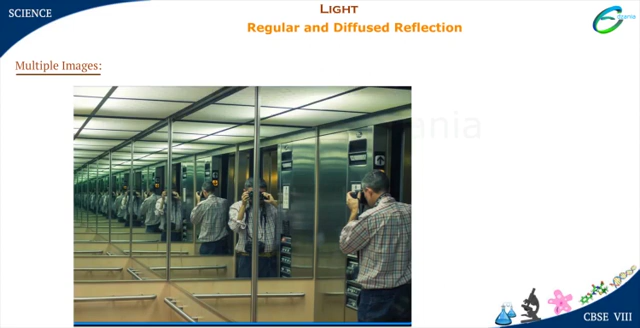 SCIENCE
LIGHT
Regular and Diffused Reflection
Multiple Images:
CBSE VIII